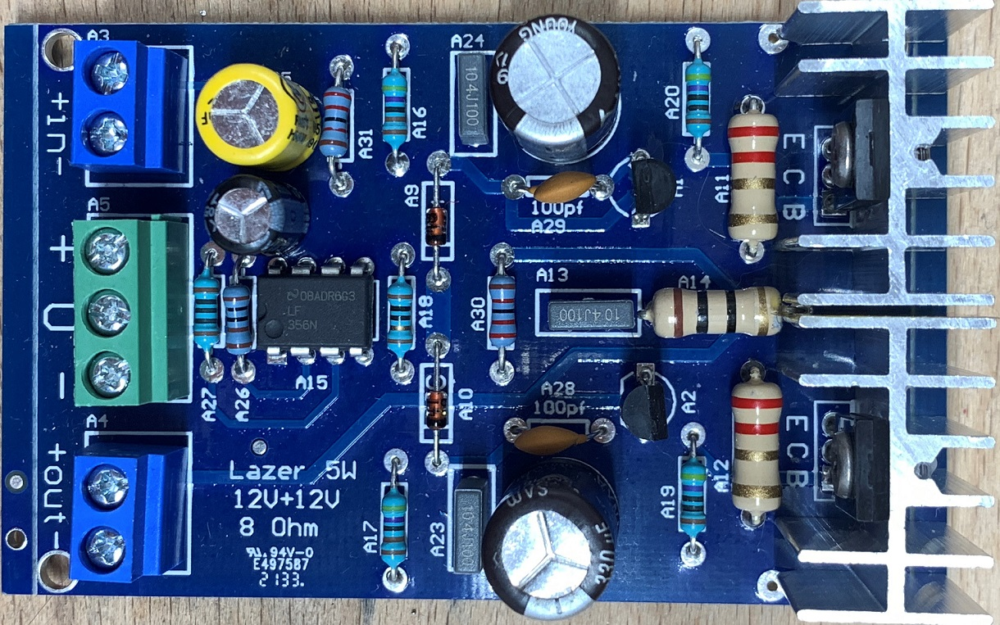 A3
+in-
A5
+
-
A4
+out-
A31
A16
A24
104J100
A20
A9
100pf
A29
A11
E C B
08ADR6G3
LF
356N
A18
A30
A13
104J100
A14
A27
A26
A15
A10
A28
100pf
A2
E C B
Lazer 5W
12V+12V
8 Ohm
94V-0
E497587
2133.
A17
A23
104J100
A19
A12